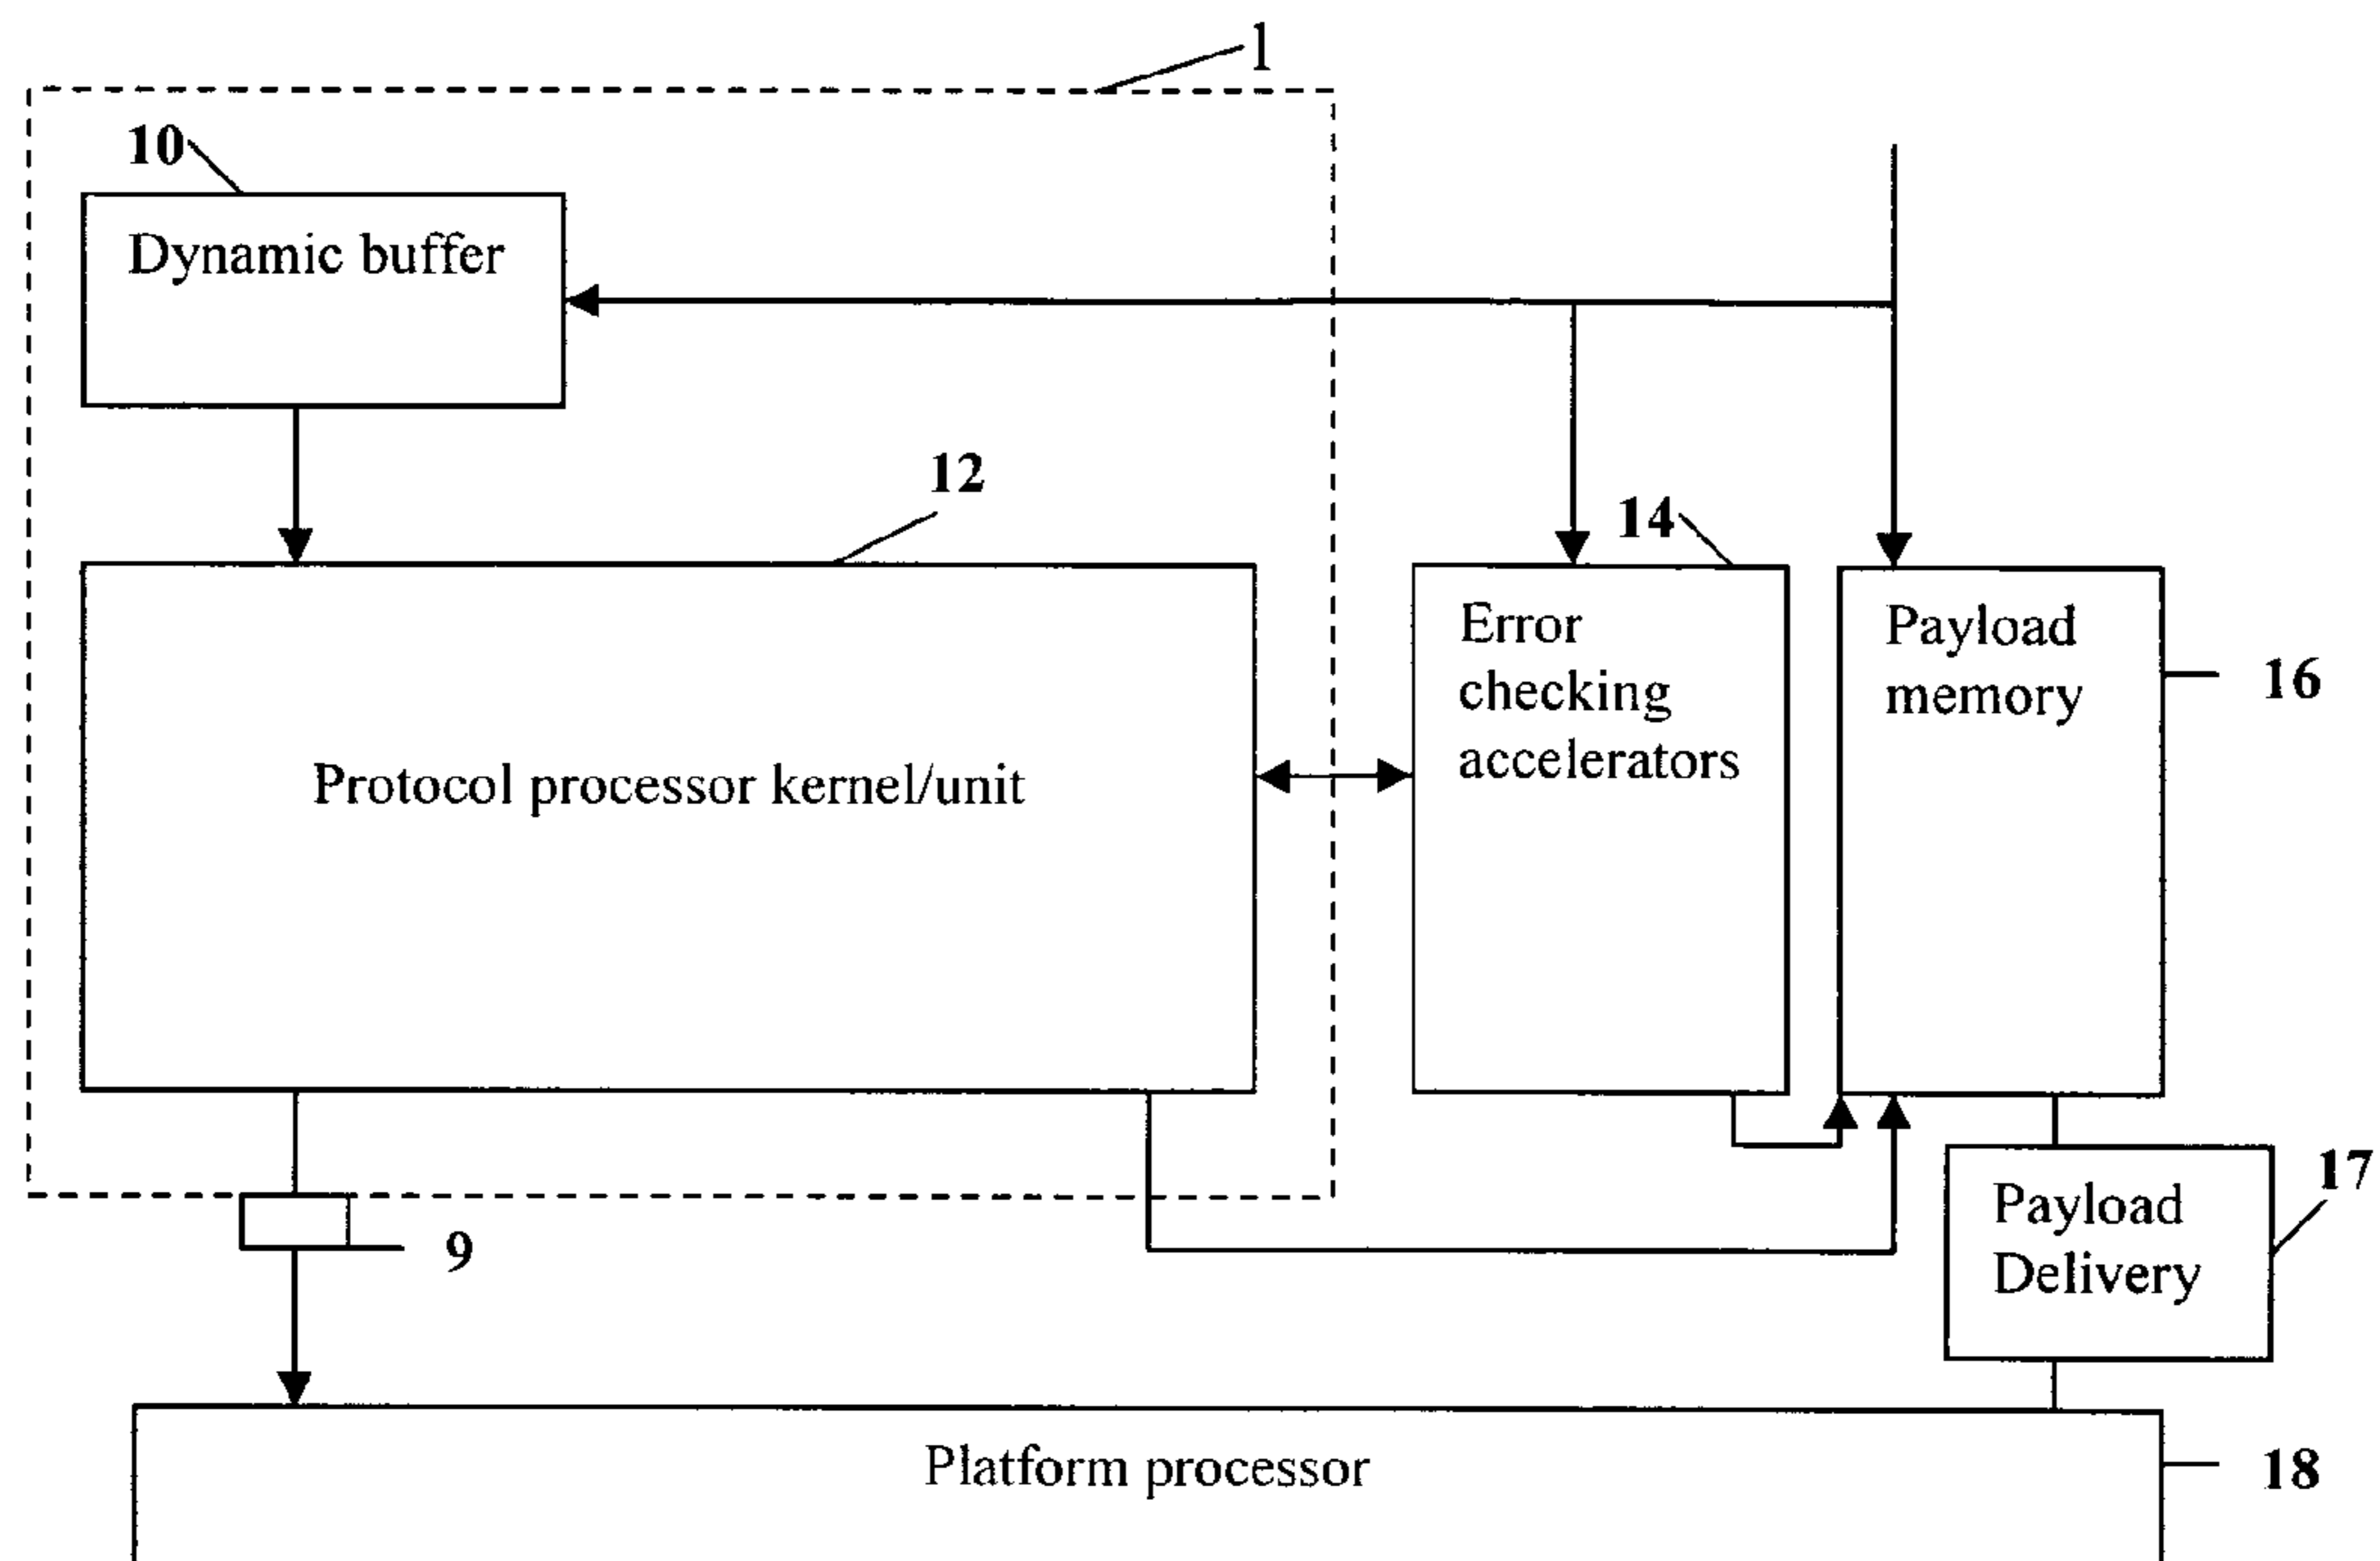 1
10
Dynamic buffer
12
14
Error
checking
accelerators
Payload
memory
16
Protocol processor kernel/unit
17
Payload
Delivery
9
Platform processor
18